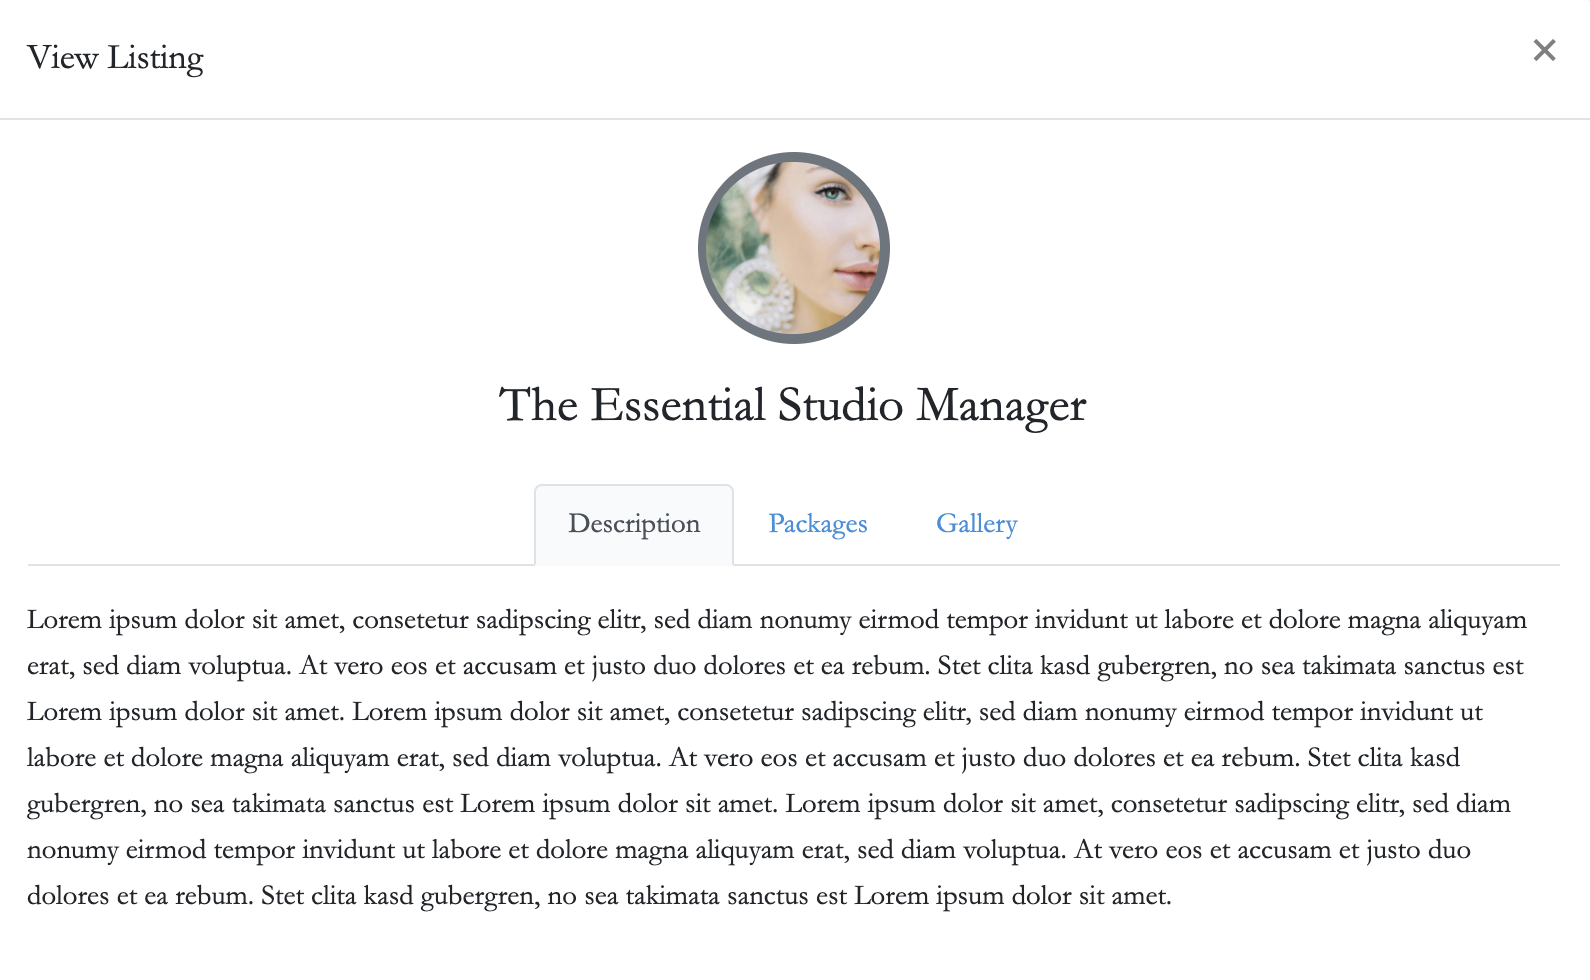 View Listing
The Essential Studio Manager
Description
Packages
Gallery
Lorem ipsum dolor sit amet, consetetur sadipscing elitr, sed diam nonumy eirmod tempor invidunt ut labore et dolore magna aliquyam
erat, sed diam voluptua. At vero eos et accusam et justo duo dolores et ea rebum. Stet clita kasd gubergren, no sea takimata sanctus est
Lorem ipsum dolor sit amet. Lorem ipsum dolor sit amet, consetetur sadipscing elitr, sed diam nonumy eirmod tempor invidunt ut
labore et dolore magna aliquyam erat, sed diam voluptua. At vero eos et accusam et justo duo dolores et ea rebum. Stet clita kasd
gubergren, no sea takimata sanctus est Lorem ipsum dolor sit amet. Lorem ipsum dolor sit amet, consetetur sadipscing elitr, sed diam
nonumy eirmod tempor invidunt ut labore et dolore magna aliquyam erat, sed diam voluptua. At vero eos et accusam et justo duo
dolores et ea rebum. Stet clita kasd gubergren, no sea takimata sanctus est Lorem ipsum dolor sit amet.